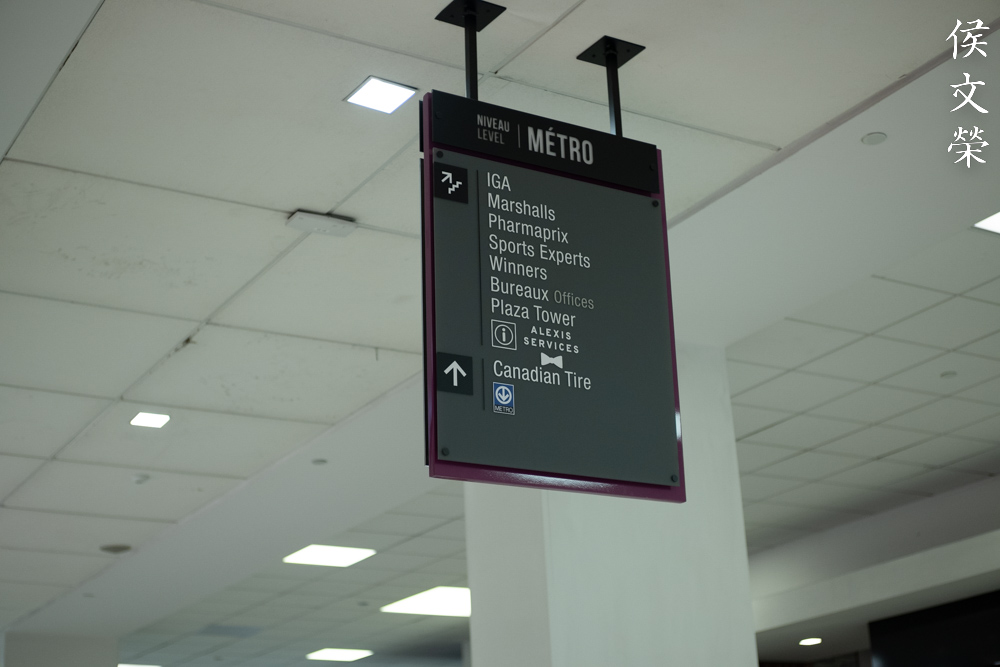 侯文榮
NIVEAU
LEVEL
MÉTRO
IGA
Marshalls
Pharmaprix
Sports Experts
Winners
Bureaux Offices
Plaza Tower
ALEXIS
SERVICES
Canadian Tire
METRO